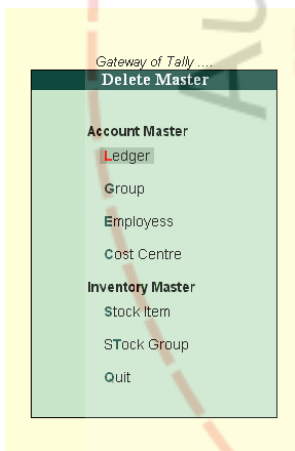 Gateway of Tally ....
Delete Master
Account Master
Ledger
Group
Employess
Cost Centre
Inventory Master
Stock Item
STock Group
Quit